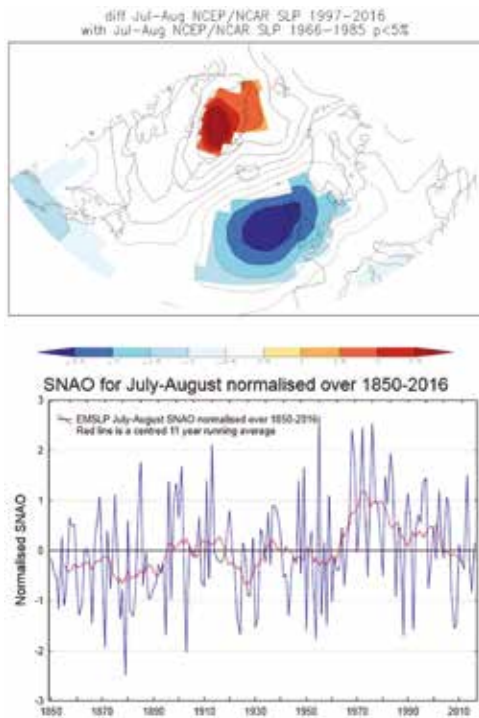 diff Jul-Aug NCEP/NCAR SLP 1997-2016
with Jul-Aug NCEP/NCAR SLP 1966-1985 p<5%
SNAO for July-August normalised over 1850-2016
EMSLP July-August SNAO normalised over 1850-2016
Red line is a centred 11 year running average
Normalised SNAO
3
2
1
0
-1
-2
-3
1850 1870 1890 1910 1930 1950 1970 1990 2010